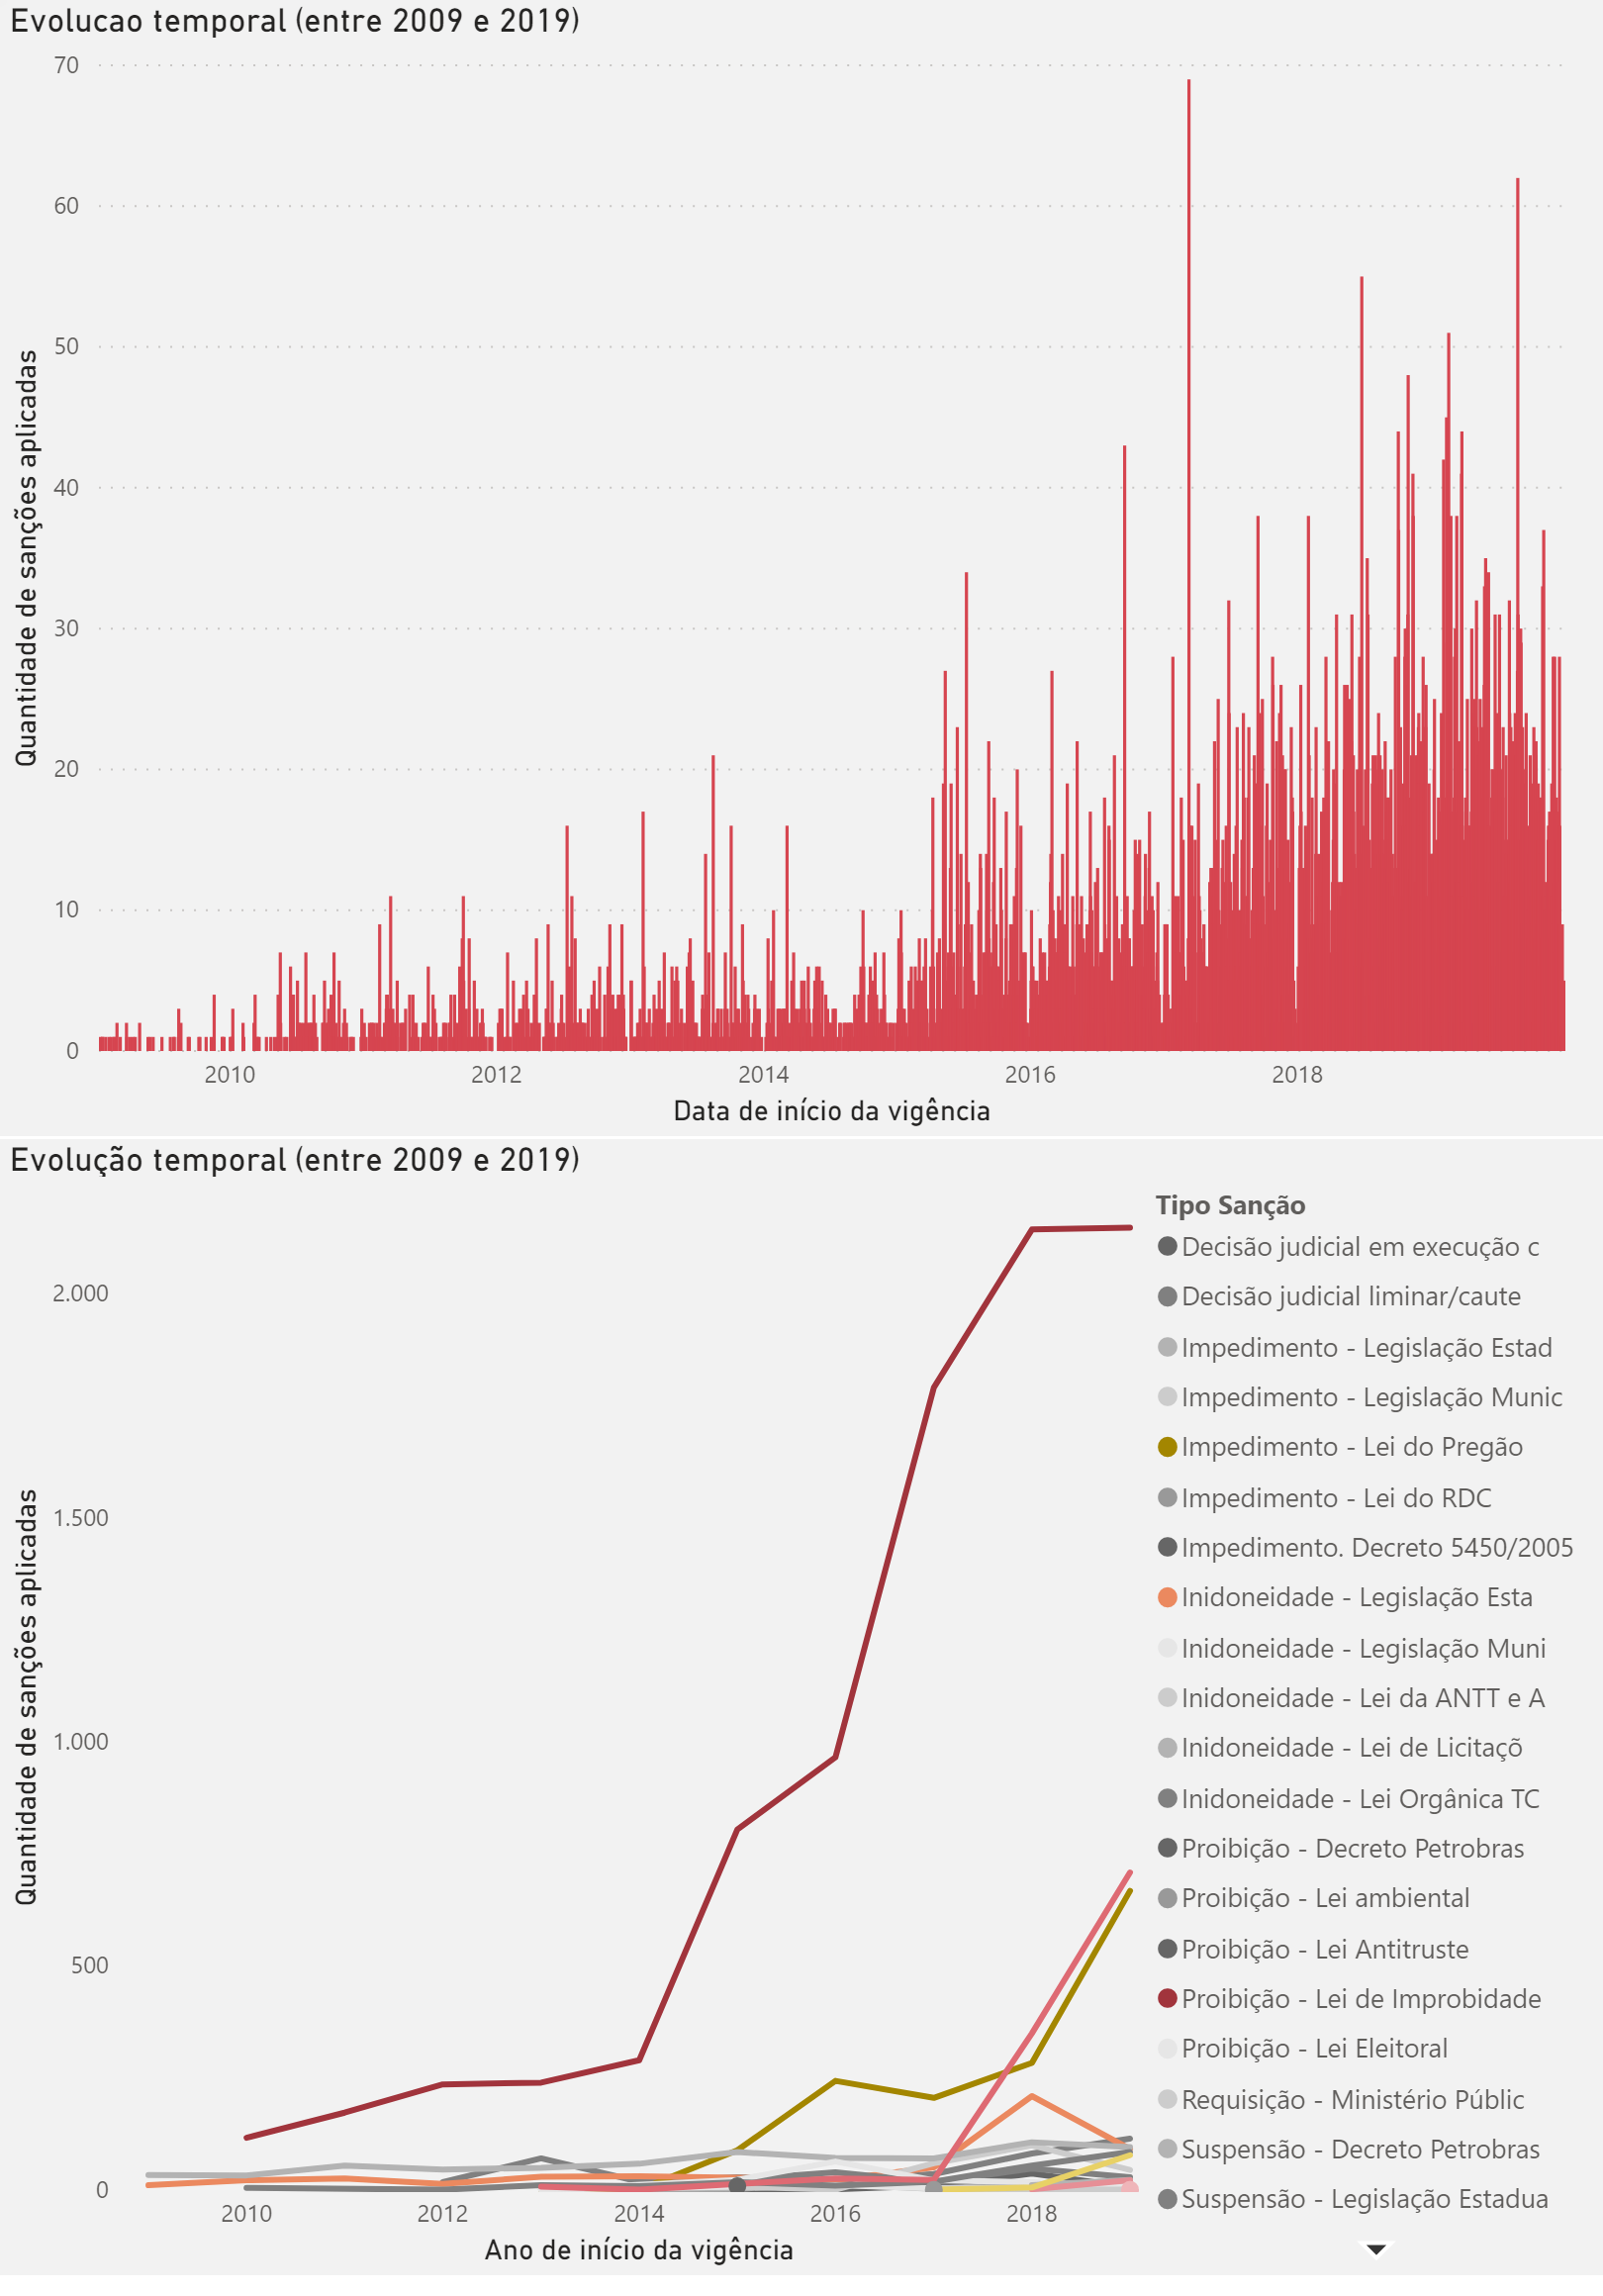 Evolucao temporal (entre 2009 e 2019)
70
60
50
40
30
20
10
0
Quantidade de sanções aplicadas
2010 2012 2014 2016 2018
Data de início da vigência
Evolução temporal (entre 2009 e 2019)
2.000
1.500
1.000
500
0
Quantidade de sanções aplicadas
2010 2012 2014 2016 2018
Ano de início da vigência
Tipo Sanção
Decisão judicial em execução c
Decisão judicial liminar/caute
Impedimento - Legislação Estad
Impedimento - Legislação Munic
Impedimento - Lei do Pregão
Impedimento - Lei do RDC
Impedimento. Decreto 5450/2005
Inidoneidade - Legislação Esta
Inidoneidade - Legislação Muni
Inidoneidade - Lei da ANTT e A
Inidoneidade - Lei de Licitaçõ
Inidoneidade - Lei Orgânica TC
Proibição - Decreto Petrobras
Proibição - Lei ambiental
Proibição - Lei Antitruste
Proibição - Lei de Improbidade
Proibição - Lei Eleitoral
Requisição - Ministério Públic
Suspensão - Decreto Petrobras
Suspensão - Legislação Estadua